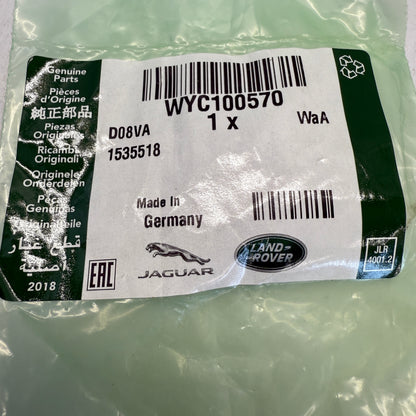 Genuine
Parts
Pièces
d'Origine
純正部品
Piezas
Originales
Ricambi
Originali
Originele
Onderdelen
Peças
Genuínas
Originalteile
قطع غيار
أصلية
2018
WYC100570
1 x
WaA
D08VA
1535518
Made In
Germany
EAC
JAGUAR
LAND-
ROVER
JLR
4001.2